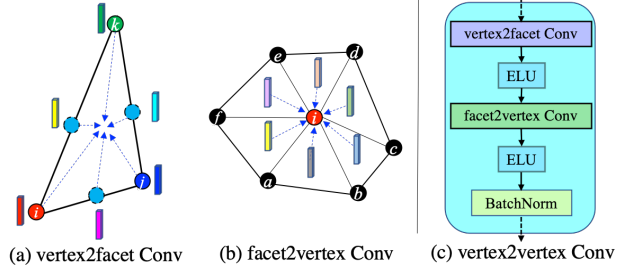 k
i
j
(a) vertex2facet Conv
e
d
f
i
c
a
b
(b) facet2vertex Conv
vertex2facet Conv
ELU
facet2vertex Conv
ELU
BatchNorm
(c) vertex2vertex Conv